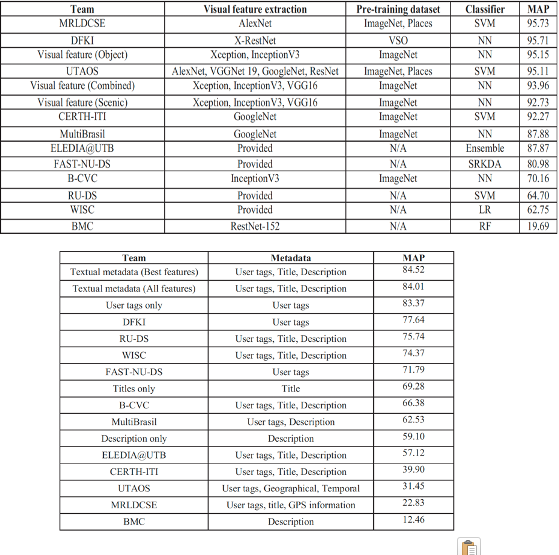 Team Visual feature extraction Pre-training dataset Classifier MAP
MRLDCSE AlexNet ImageNet, Places SVM 95.73
DFKI X-RestNet VSO NN 95.71
Visual feature (Object) Xception, InceptionV3 ImageNet NN 95.15
UTAOS AlexNet, VGGNet 19, GoogleNet, ResNet ImageNet, Places SVM 95.11
Visual feature (Combined) Xception, InceptionV3, VGG16 ImageNet NN 93.96
Visual feature (Scenic) Xception, InceptionV3, VGG16 ImageNet NN 92.73
CERTH-ITI GoogleNet ImageNet SVM 92.27
MultiBrasil GoogleNet ImageNet NN 87.88
ELEDIA@UTB Provided N/A Ensemble 87.87
FAST-NU-DS Provided N/A SRKDA 80.98
B-CVC InceptionV3 ImageNet NN 70.16
RU-DS Provided N/A SVM 64.70
WISC Provided N/A LR 62.75
BMC RestNet-152 N/A RF 19.69
Team Metadata MAP
Textual metadata (Best features) User tags, Title, Description 84.52
Textual metadata (All features) User tags, Title, Description 84.01
User tags only User tags 83.37
DFKI User tags 77.64
RU-DS User tags, Title, Description 75.74
WISC User tags, Title, Description 74.37
FAST-NU-DS User tags 71.79
Titles only Title 69.28
B-CVC User tags, Title, Description 66.38
MultiBrasil User tags, Description 62.53
Description only Description 59.10
ELEDIA@UTB User tags, Title, Description 57.12
CERTH-ITI User tags, Title, Description 39.90
UTAOS User tags, Geographical, Temporal 31.45
MRLDCSE User tags, title, GPS information 22.83
BMC Description 12.46